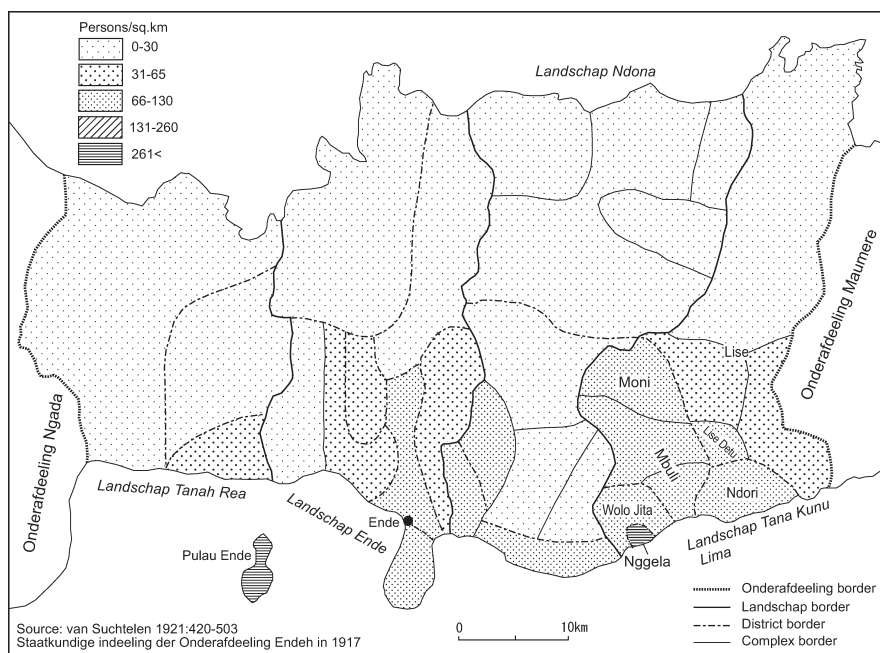 Persons/sq.km
0-30
31-65
66-130
131-260
261<
Landschap Ndona
Onderafdeeling Maumere
Lise
Moni
Lise Detu
Mbuli
Ndori
Wolo Jita
Nggela
Landschap Tana Kunu
Lima
Onderafdeeling Ngada
Landschap Tanah Rea
Landschap Ende
Ende
Pulau Ende
Onderafdeeling border
Landschap border
District border
Complex border
0 10km
Source: van Suchtelen 1921:420-503
Staatkundige indeeling der Onderafdeeling Endeh in 1917